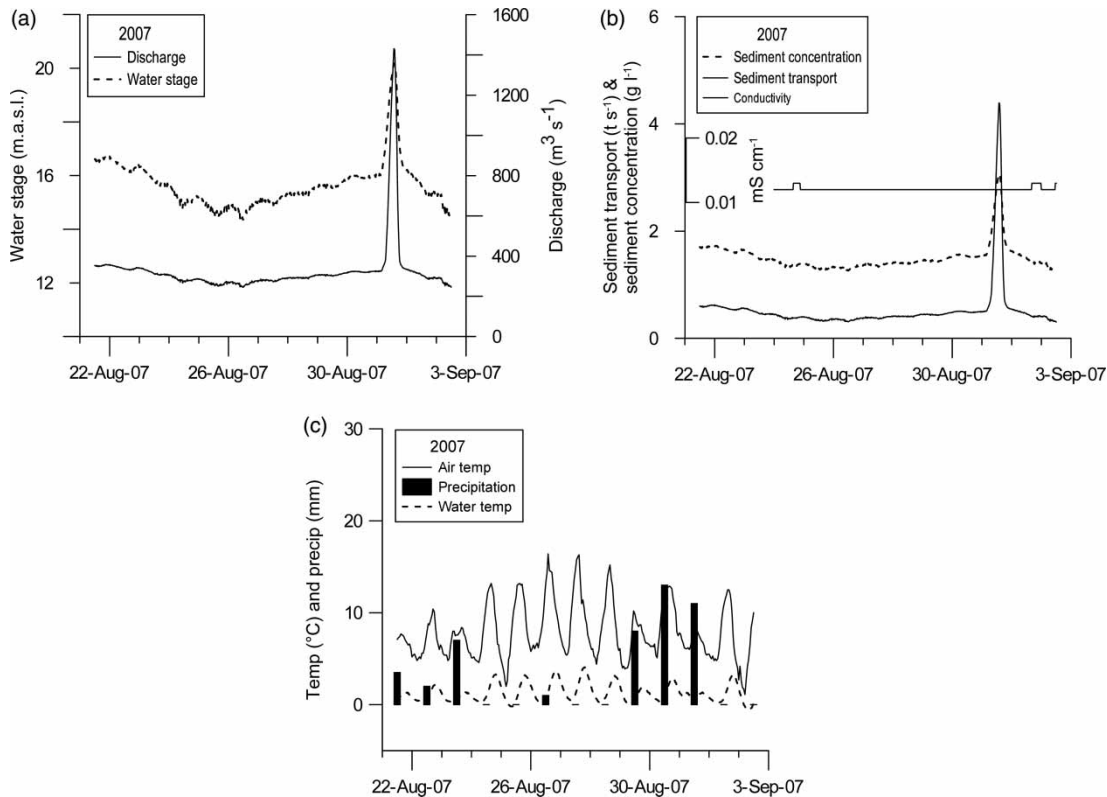 (a)
2007
Discharge
Water stage
Water stage (m.a.s.l.)
20
16
12
Discharge (m³ s⁻¹)
1600
1200
800
400
0
22-Aug-07 26-Aug-07 30-Aug-07 3-Sep-07
(b)
2007
Sediment concentration
Sediment transport
Conductivity
Sediment transport (t s⁻¹) &
sediment concentration (g l⁻¹)
6
4
2
0
0.02
0.01
mS cm⁻¹
22-Aug-07 26-Aug-07 30-Aug-07 3-Sep-07
(c)
2007
Air temp
Precipitation
Water temp
Temp (°C) and precip (mm)
30
20
10
0
22-Aug-07 26-Aug-07 30-Aug-07 3-Sep-07